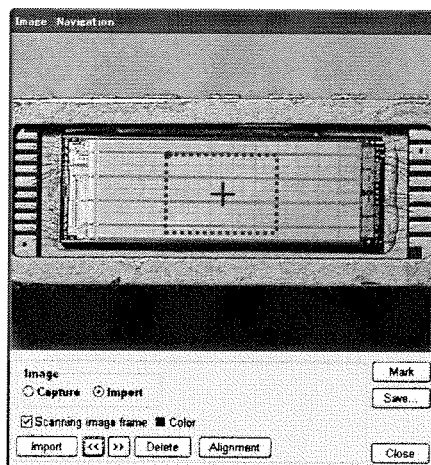 Image Navigation
Image
Capture Import
Scanning image frame Color
Import << >> Delete Alignment
Mark
Save...
Close